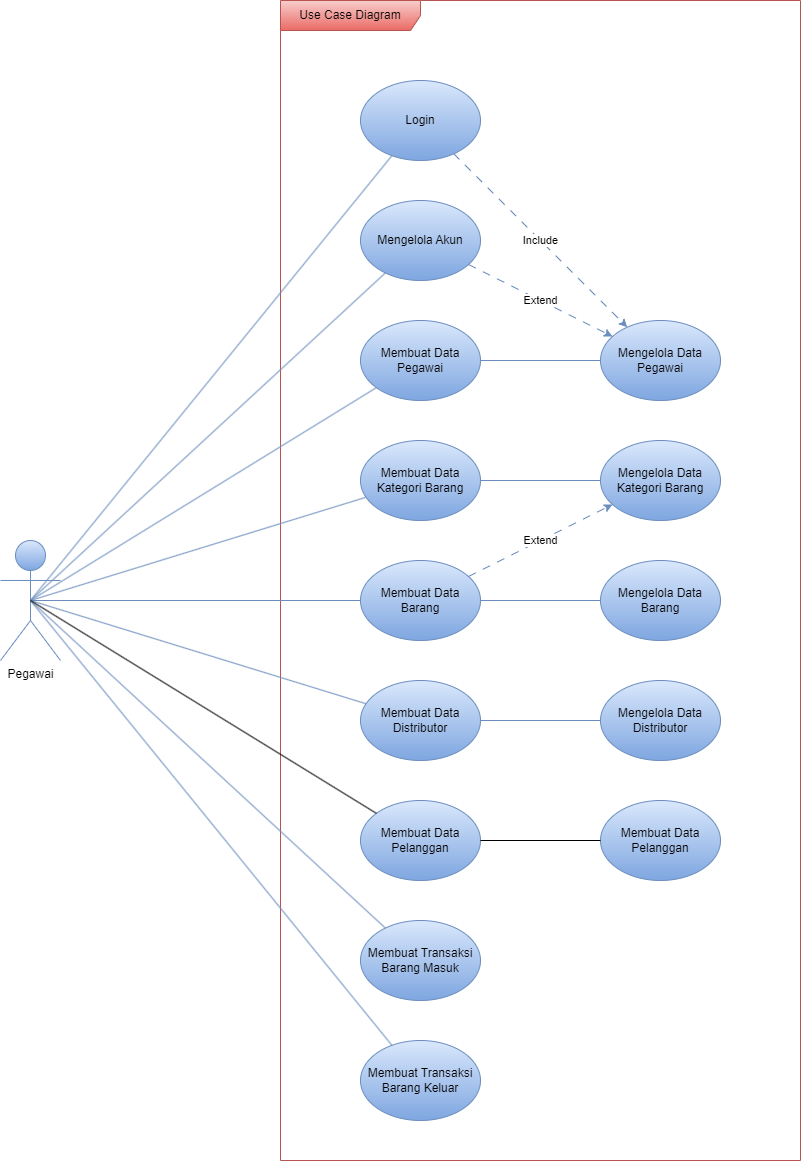 Use Case Diagram
Login
Include
Mengelola Akun
Extend
Membuat Data
Pegawai
Mengelola Data
Pegawai
Membuat Data
Kategori Barang
Mengelola Data
Kategori Barang
Extend
Membuat Data
Barang
Mengelola Data
Barang
Pegawai
Membuat Data
Distributor
Mengelola Data
Distributor
Membuat Data
Pelanggan
Membuat Data
Pelanggan
Membuat Transaksi
Barang Masuk
Membuat Transaksi
Barang Keluar